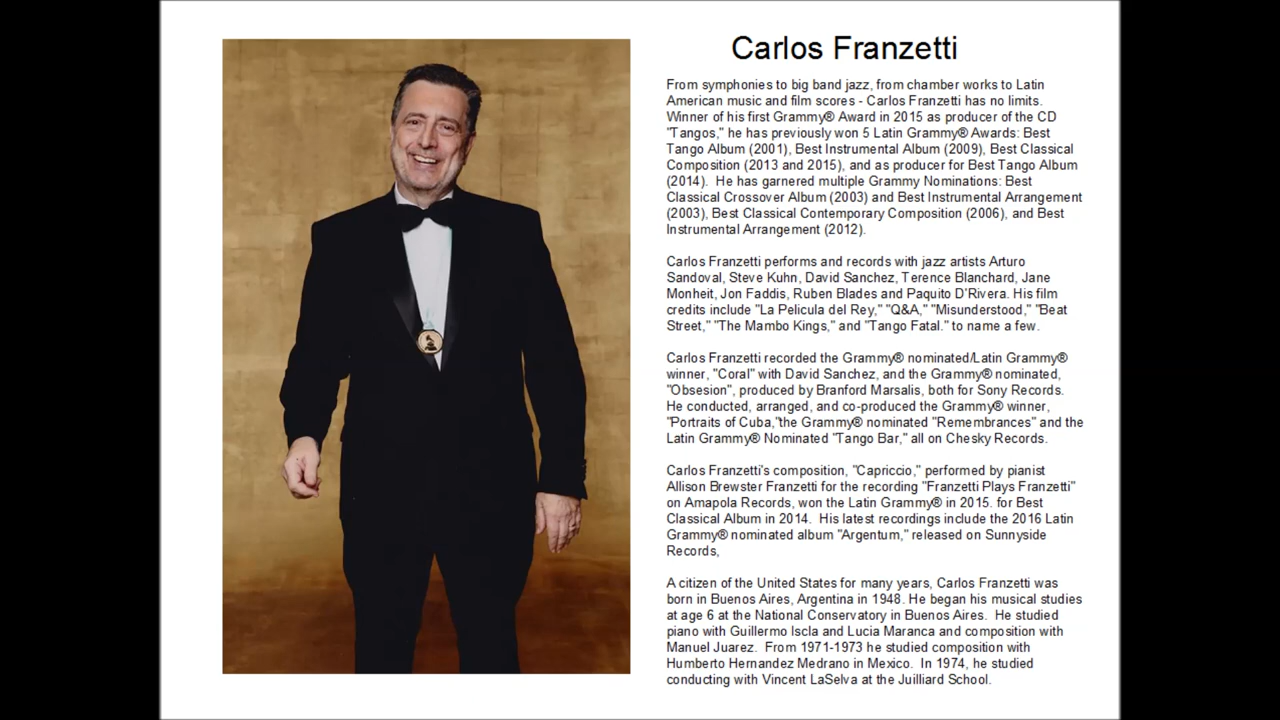 Carlos Franzetti
From symphonies to big band jazz, from chamber works to Latin
American music and film scores - Carlos Franzetti has no limits.
Winner of his first Grammy® Award in 2015 as producer of the CD
"Tangos," he has previously won 5 Latin Grammy® Awards: Best
Tango Album (2001), Best Instrumental Album (2009), Best Classical
Composition (2013 and 2015), and as producer for Best Tango Album
(2014).  He has garnered multiple Grammy Nominations: Best
Classical Crossover Album (2003) and Best Instrumental Arrangement
(2003), Best Classical Contemporary Composition (2006), and Best
Instrumental Arrangement (2012).
Carlos Franzetti performs and records with jazz artists Arturo
Sandoval, Steve Kuhn, David Sanchez, Terence Blanchard, Jane
Monheit, Jon Faddis, Ruben Blades and Paquito D'Rivera. His film
credits include "La Pelicula del Rey," "Q&A," "Misunderstood," "Beat
Street," "The Mambo Kings," and "Tango Fatal." to name a few.
Carlos Franzetti recorded the Grammy® nominated/Latin Grammy®
winner, "Coral" with David Sanchez, and the Grammy® nominated,
"Obsesion", produced by Branford Marsalis, both for Sony Records.
He conducted, arranged, and co-produced the Grammy® winner,
"Portraits of Cuba,"the Grammy® nominated "Remembrances" and the
Latin Grammy® Nominated "Tango Bar," all on Chesky Records.
Carlos Franzetti's composition, "Capriccio," performed by pianist
Allison Brewster Franzetti for the recording "Franzetti Plays Franzetti"
on Amapola Records, won the Latin Grammy® in 2015. for Best
Classical Album in 2014.  His latest recordings include the 2016 Latin
Grammy® nominated album "Argentum," released on Sunnyside
Records,
A citizen of the United States for many years, Carlos Franzetti was
born in Buenos Aires, Argentina in 1948. He began his musical studies
at age 6 at the National Conservatory in Buenos Aires.  He studied
piano with Guillermo Iscla and Lucia Maranca and composition with
Manuel Juarez.  From 1971-1973 he studied composition with
Humberto Hernandez Medrano in Mexico.  In 1974, he studied
conducting with Vincent LaSelva at the Juilliard School.